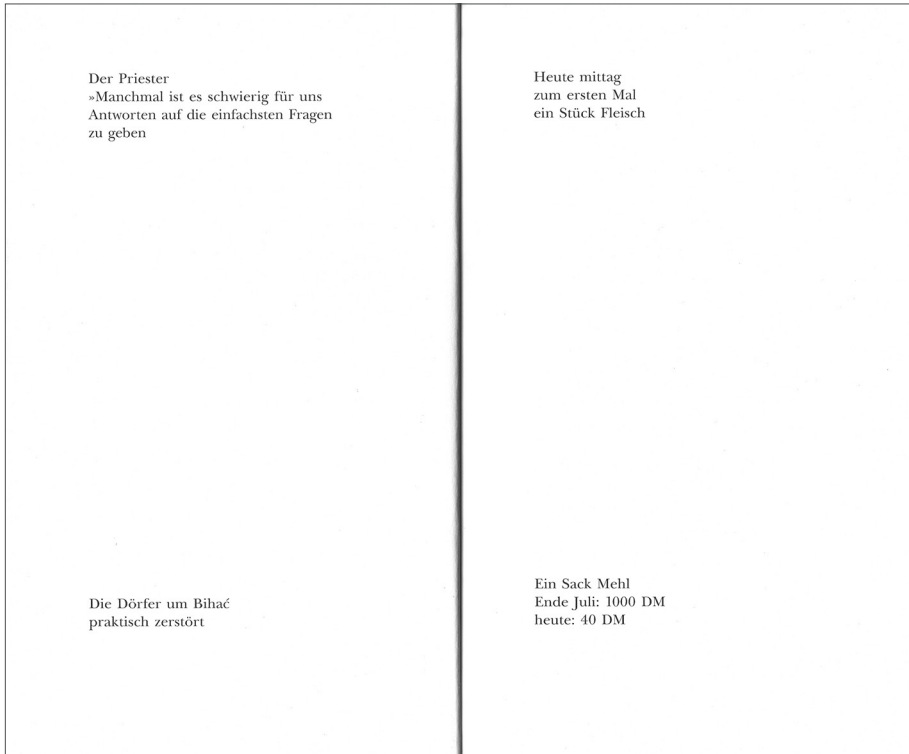 Der Priester
»Manchmal ist es schwierig für uns
Antworten auf die einfachsten Fragen
zu geben
Die Dörfer um Bihać
praktisch zerstört
Heute mittag
zum ersten Mal
ein Stück Fleisch
Ein Sack Mehl
Ende Juli: 1000 DM
heute: 40 DM